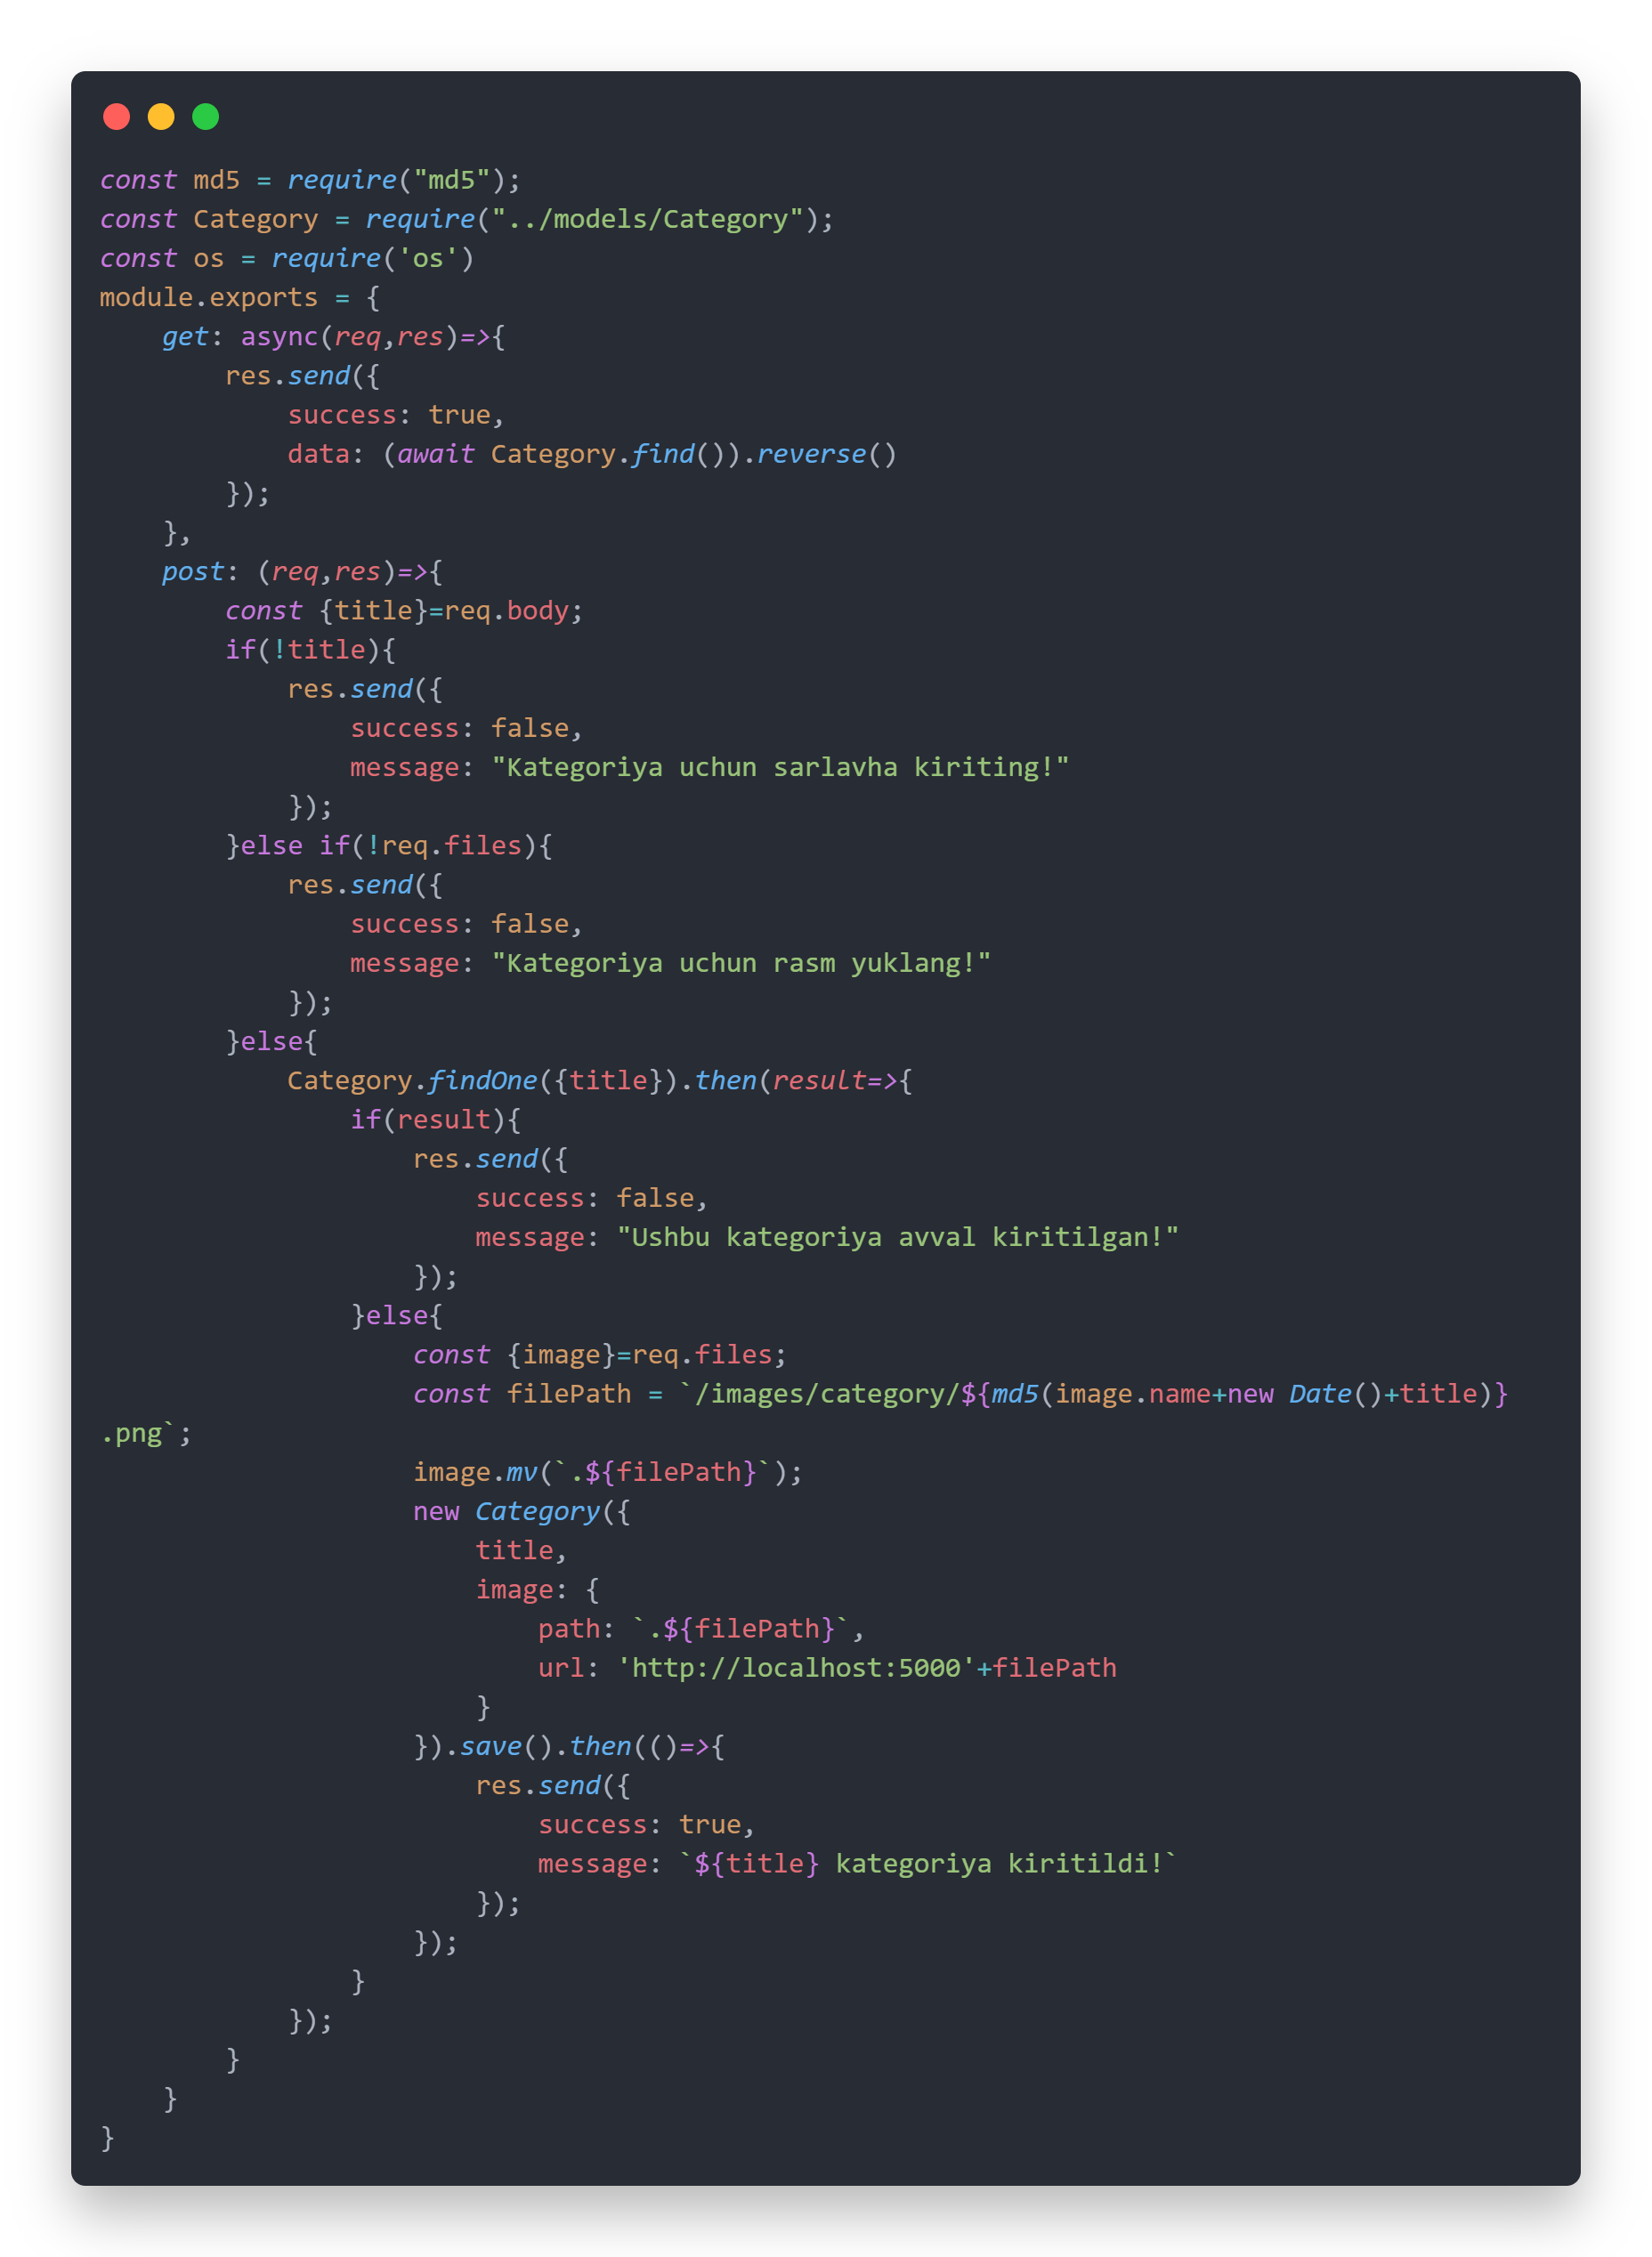 const md5 = require("md5");
const Category = require("../models/Category");
const os = require('os')
module.exports = {
    get: async(req,res)=>{
        res.send({
            success: true,
            data: (await Category.find()).reverse()
        });
    },
    post: (req,res)=>{
        const {title}=req.body;
        if(!title){
            res.send({
                success: false,
                message: "Kategoriya uchun sarlavha kiriting!"
            });
        }else if(!req.files){
            res.send({
                success: false,
                message: "Kategoriya uchun rasm yuklang!"
            });
        }else{
            Category.findOne({title}).then(result=>{
                if(result){
                    res.send({
                        success: false,
                        message: "Ushbu kategoriya avval kiritilgan!"
                    });
                }else{
                    const {image}=req.files;
                    const filePath = `/images/category/${md5(image.name+new Date()+title)}
.png`;
                    image.mv(`.${filePath}`);
                    new Category({
                        title,
                        image: {
                            path: `.${filePath}`,
                            url: 'http://localhost:5000'+filePath
                        }
                    }).save().then(()=>{
                        res.send({
                            success: true,
                            message: `${title} kategoriya kiritildi!`
                        });
                    });
                }
            });
        }
    }
}